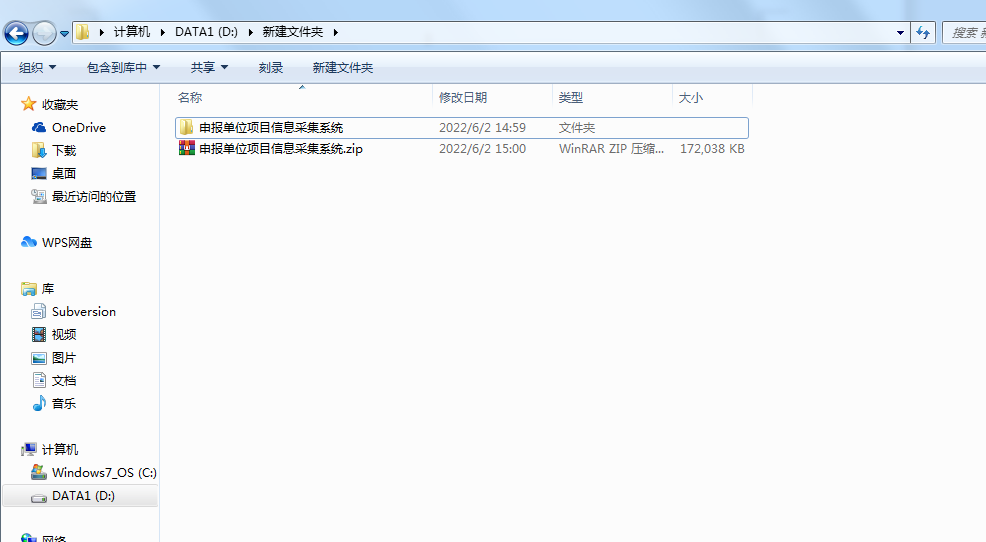 计算机 DATA1 (D:) 新建文件夹 搜索
组织 包含到库中 共享 刻录 新建文件夹
收藏夹
OneDrive
下载
桌面
最近访问的位置
WPS网盘
库
Subversion
视频
图片
文档
音乐
计算机
Windows7_OS (C:)
DATA1 (D:)
网络
名称 修改日期 类型 大小
申报单位项目信息采集系统 2022/6/2 14:59 文件夹
申报单位项目信息采集系统.zip 2022/6/2 15:00 WinRAR ZIP 压缩... 172,038 KB